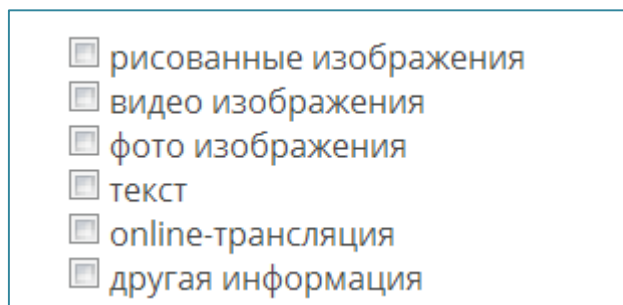 рисованные изображения
видео изображения
фото изображения
текст
online-трансляция
другая информация